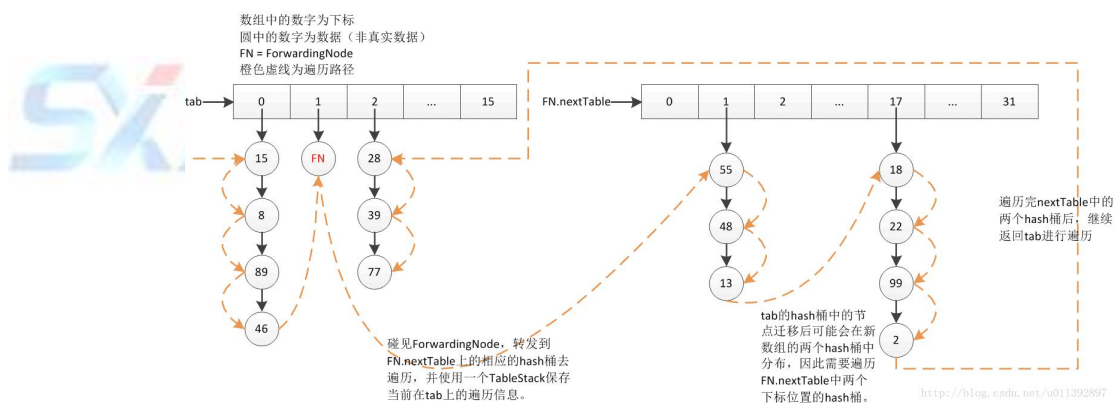 数组中的数字为下标
圆中的数字为数据（非真实数据）
FN = ForwardingNode
橙色虚线为遍历路径
SX
tab
0 1 2 ... 15
FN.nextTable
0 1 2 ... 17 ... 31
15 FN 28
8 39
89 77
46
55 18
48 22
13 99
2
遍历完nextTable中的
两个hash桶后，继续
返回tab进行遍历
碰见ForwardingNode，转发到
FN.nextTable上的相应的hash桶去
遍历，并使用一个TableStack保存
当前在tab上的遍历信息。
tab的hash桶中的节
点迁移后可能会在新
数组的两个hash桶中
分布，因此需要遍历
FN.nextTable中两个
下标位置的hash桶。
http://blog.csdn.net/u011392897